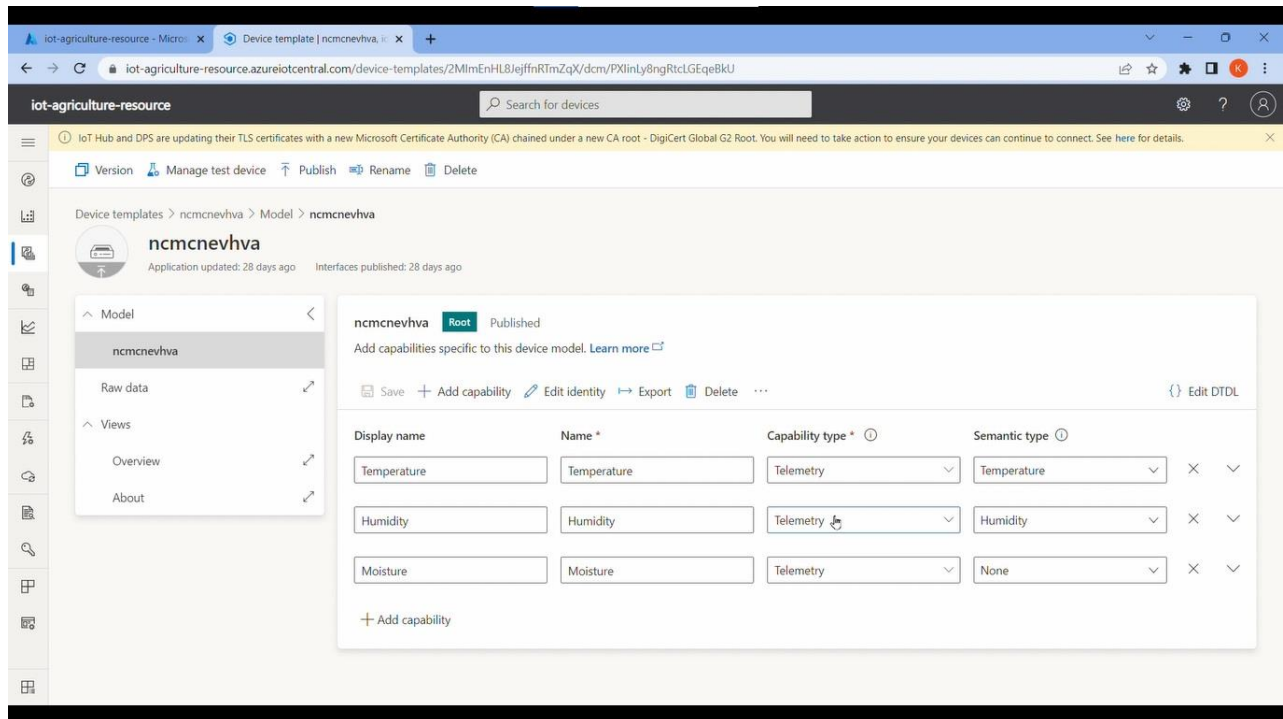 iot-agriculture-resource - Micros
Device template | ncmcnevhva, ic
iot-agriculture-resource.azureiotcentral.com/device-templates/2MImEnHL8JejffnRTmZqX/dcm/PXIinLy8ngRtcLGEqeBkU
K
iot-agriculture-resource
Search for devices
IoT Hub and DPS are updating their TLS certificates with a new Microsoft Certificate Authority (CA) chained under a new CA root - DigiCert Global G2 Root. You will need to take action to ensure your devices can continue to connect. See here for details.
Version Manage test device Publish Rename Delete
Device templates > ncmcnevhva > Model > ncmcnevhva
ncmcnevhva
Application updated: 28 days ago Interfaces published: 28 days ago
Model
ncmcnevhva
Raw data
Views
Overview
About
ncmcnevhva Root Published
Add capabilities specific to this device model. Learn more
Save Add capability Edit identity Export Delete ... {} Edit DTDL
Display name Name * Capability type * Semantic type
Temperature Temperature Telemetry Temperature
Humidity Humidity Telemetry Humidity
Moisture Moisture Telemetry None
Add capability